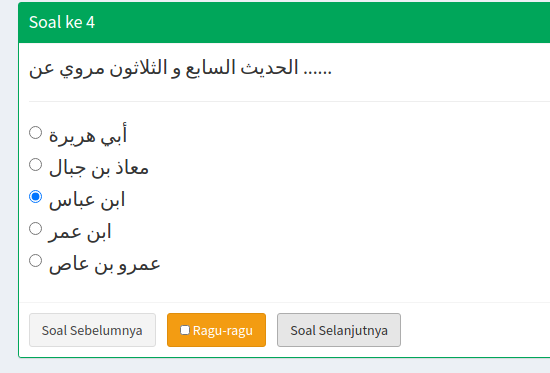 Soal ke 4
الحديث السابع و الثلاثون مروي عن ......
أبي هريرة
معاذ بن جبال
ابن عباس
ابن عمر
عمرو بن عاص
Soal Sebelumnya
Ragu-ragu
Soal Selanjutnya